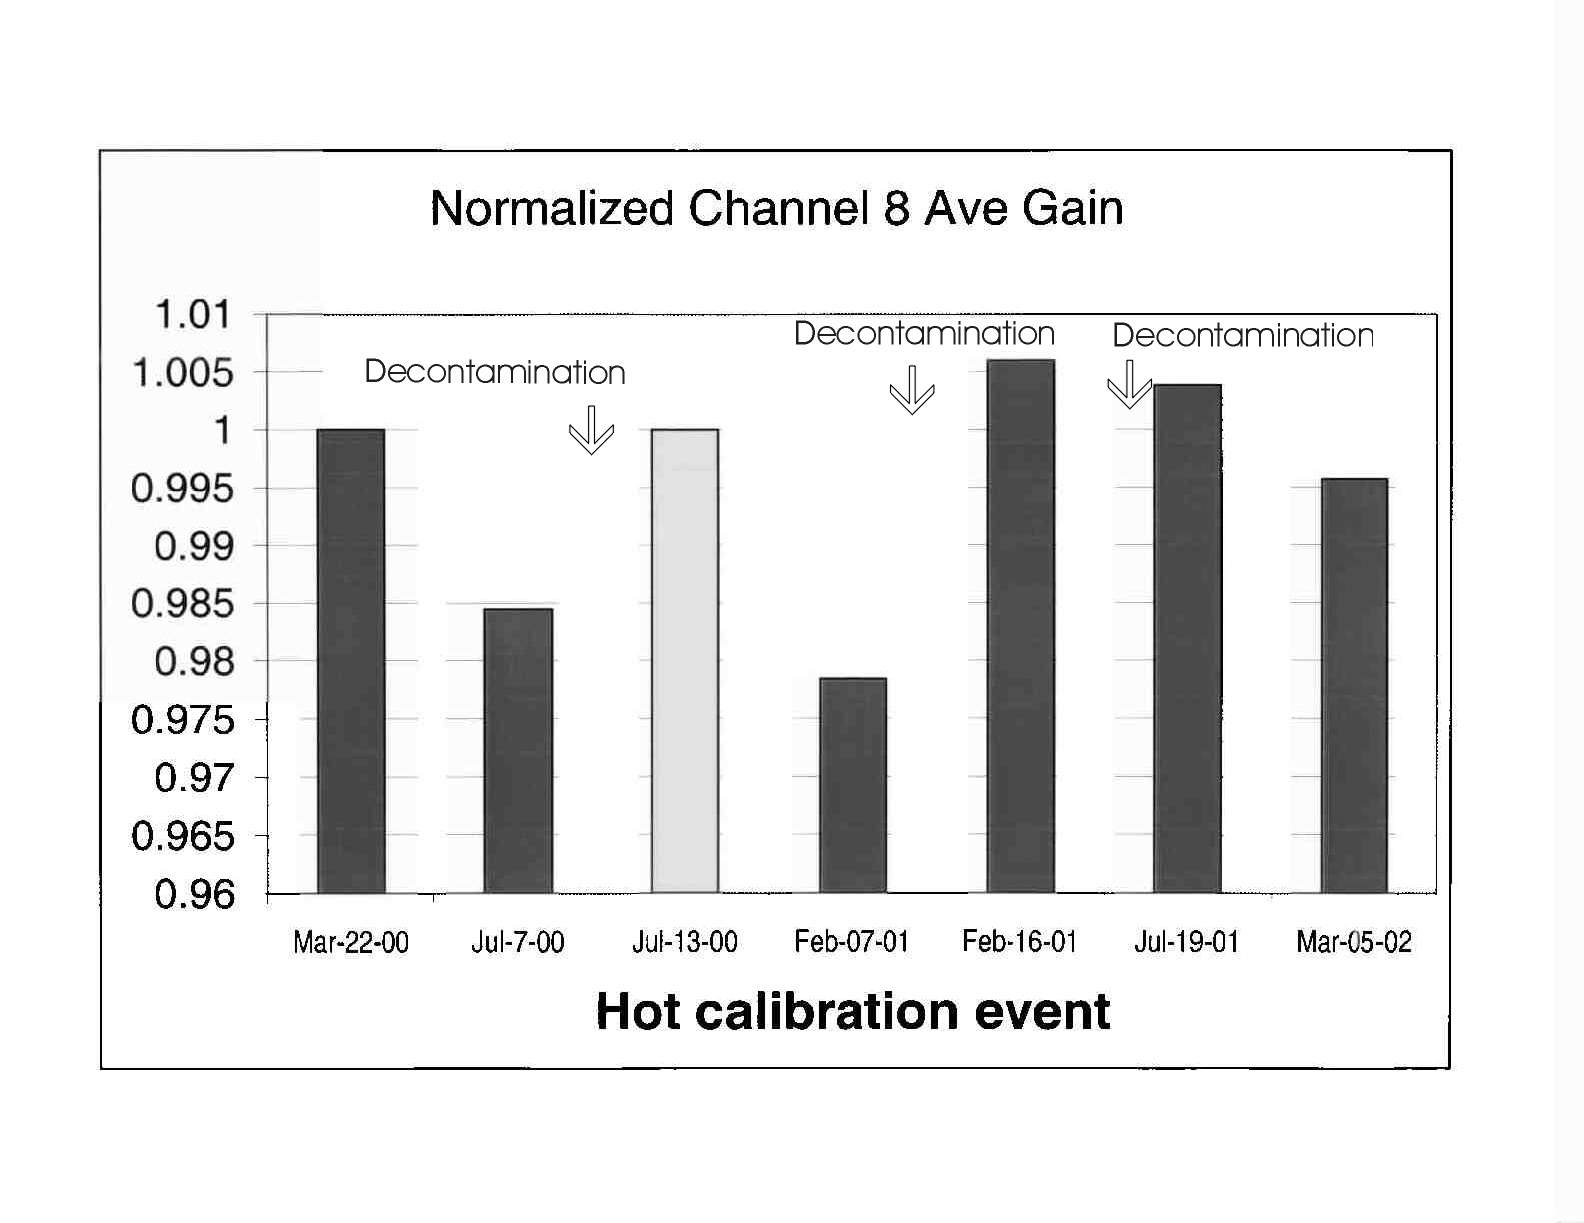 Normalized Channel 8 Ave Gain
1.01
1.005
1
0.995
0.99
0.985
0.98
0.975
0.97
0.965
0.96
Decontamination
Decontamination
Decontamination
Mar-22-00
Jul-7-00
Jul-13-00
Feb-07-01
Feb-16-01
Jul-19-01
Mar-05-02
Hot calibration event